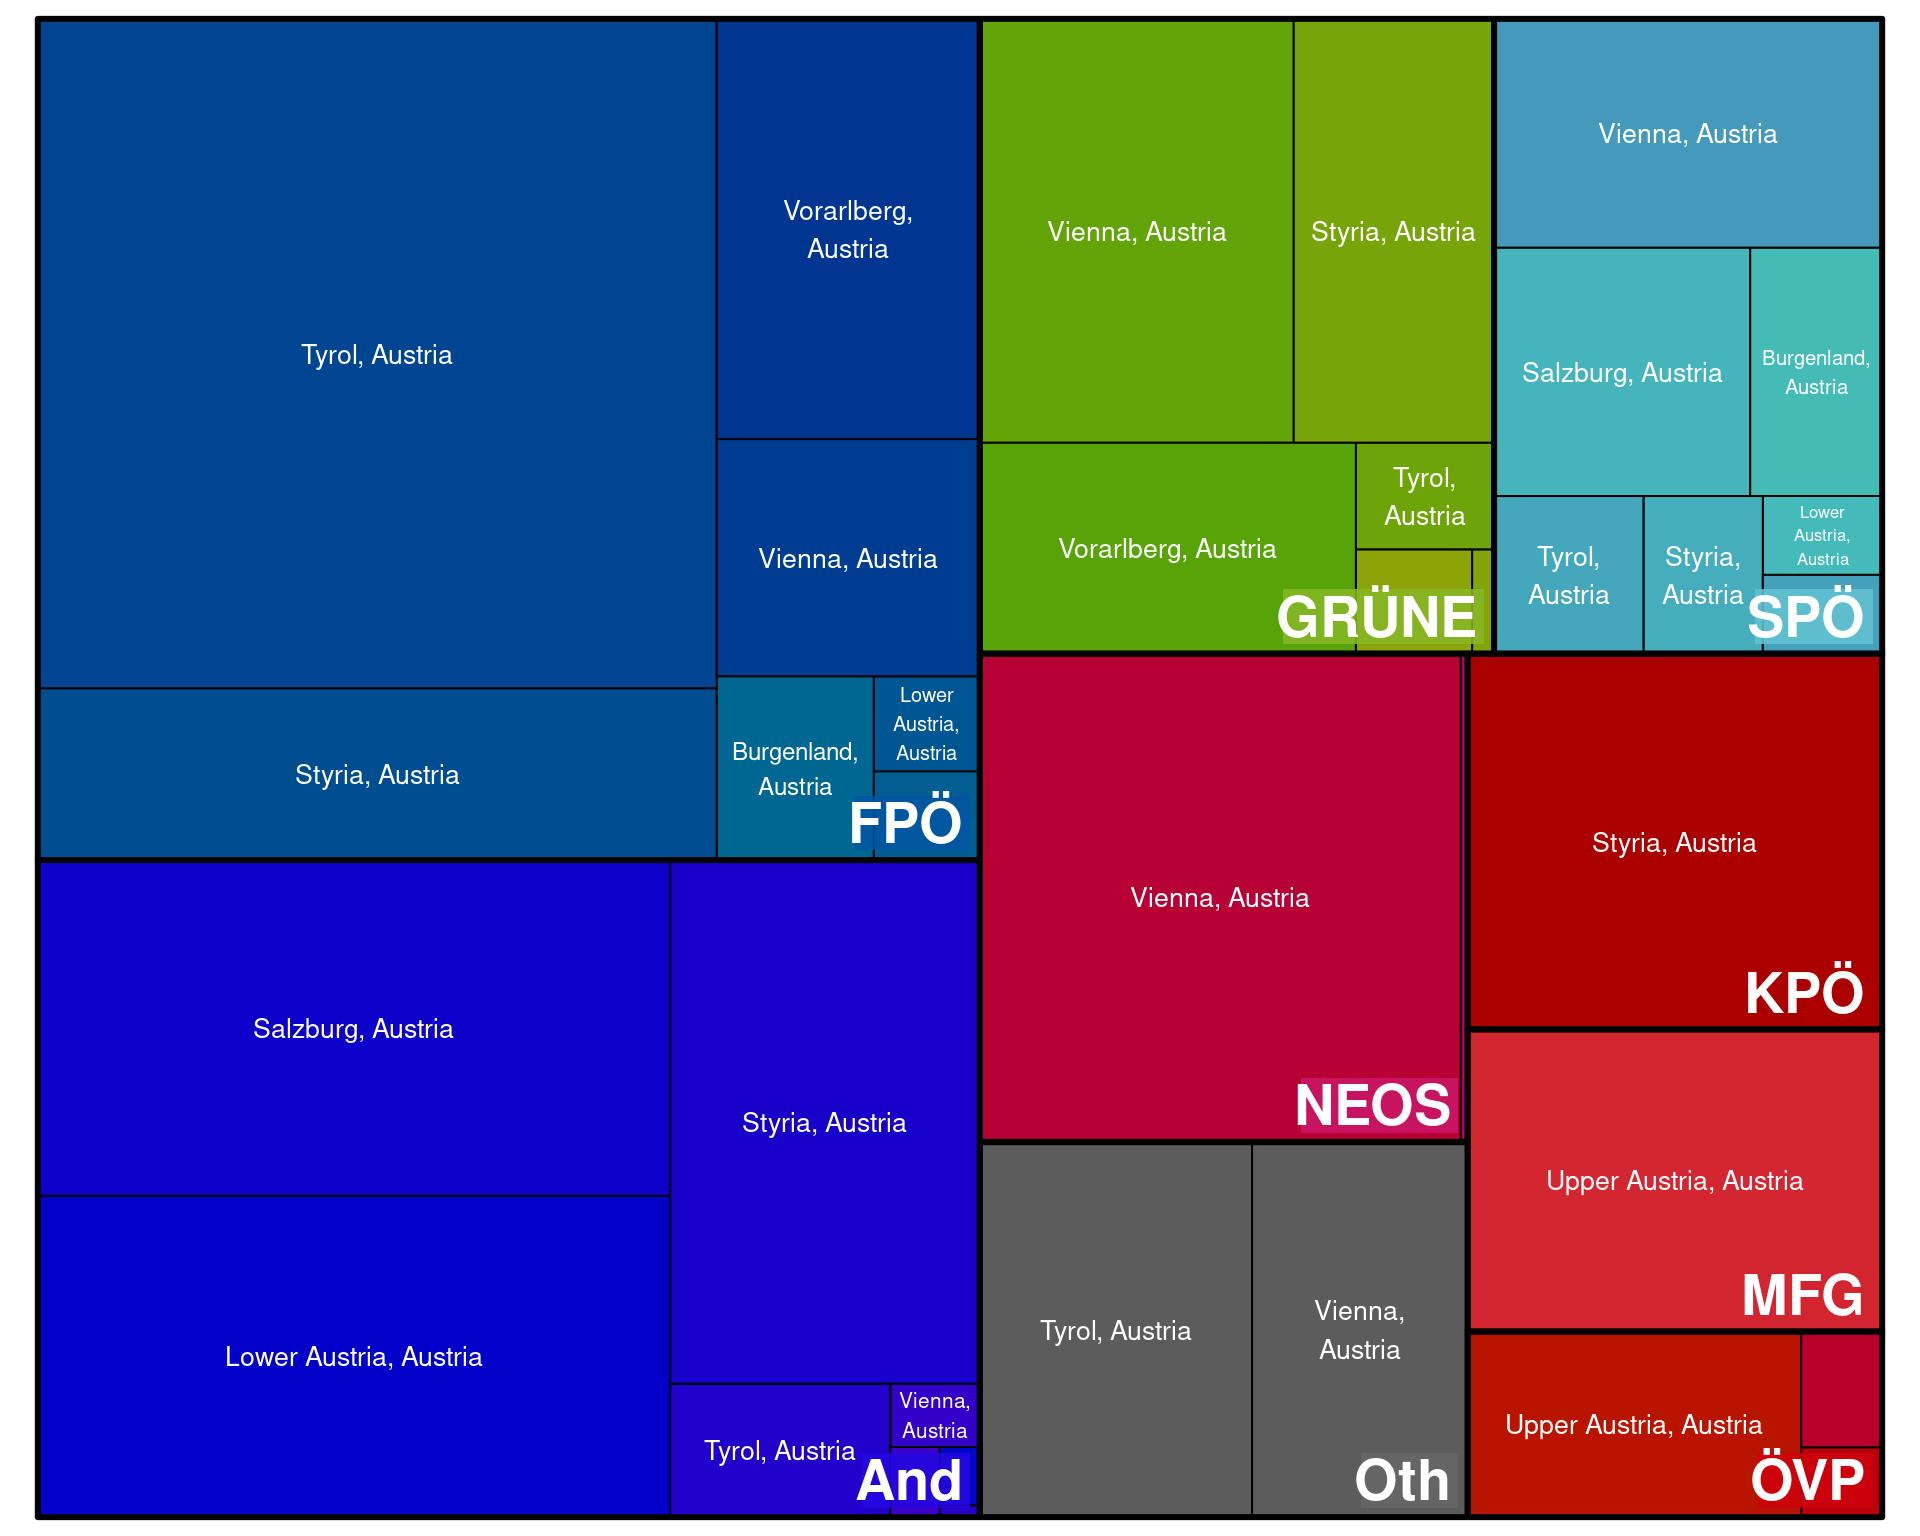 Tyrol, Austria
Vorarlberg,
Austria
Vienna, Austria
Styria, Austria
Burgenland,
Austria
Lower
Austria,
Austria
FPÖ
Salzburg, Austria
Lower Austria, Austria
Styria, Austria
Tyrol, Austria
Vienna,
Austria
And
Vienna, Austria
Styria, Austria
Vorarlberg, Austria
Tyrol,
Austria
GRÜNE
Vienna, Austria
Salzburg, Austria
Burgenland,
Austria
Tyrol,
Austria
Styria,
Austria
Lower
Austria,
Austria
SPÖ
Vienna, Austria
NEOS
Styria, Austria
KPÖ
Upper Austria, Austria
MFG
Tyrol, Austria
Vienna,
Austria
Oth
Upper Austria, Austria
ÖVP